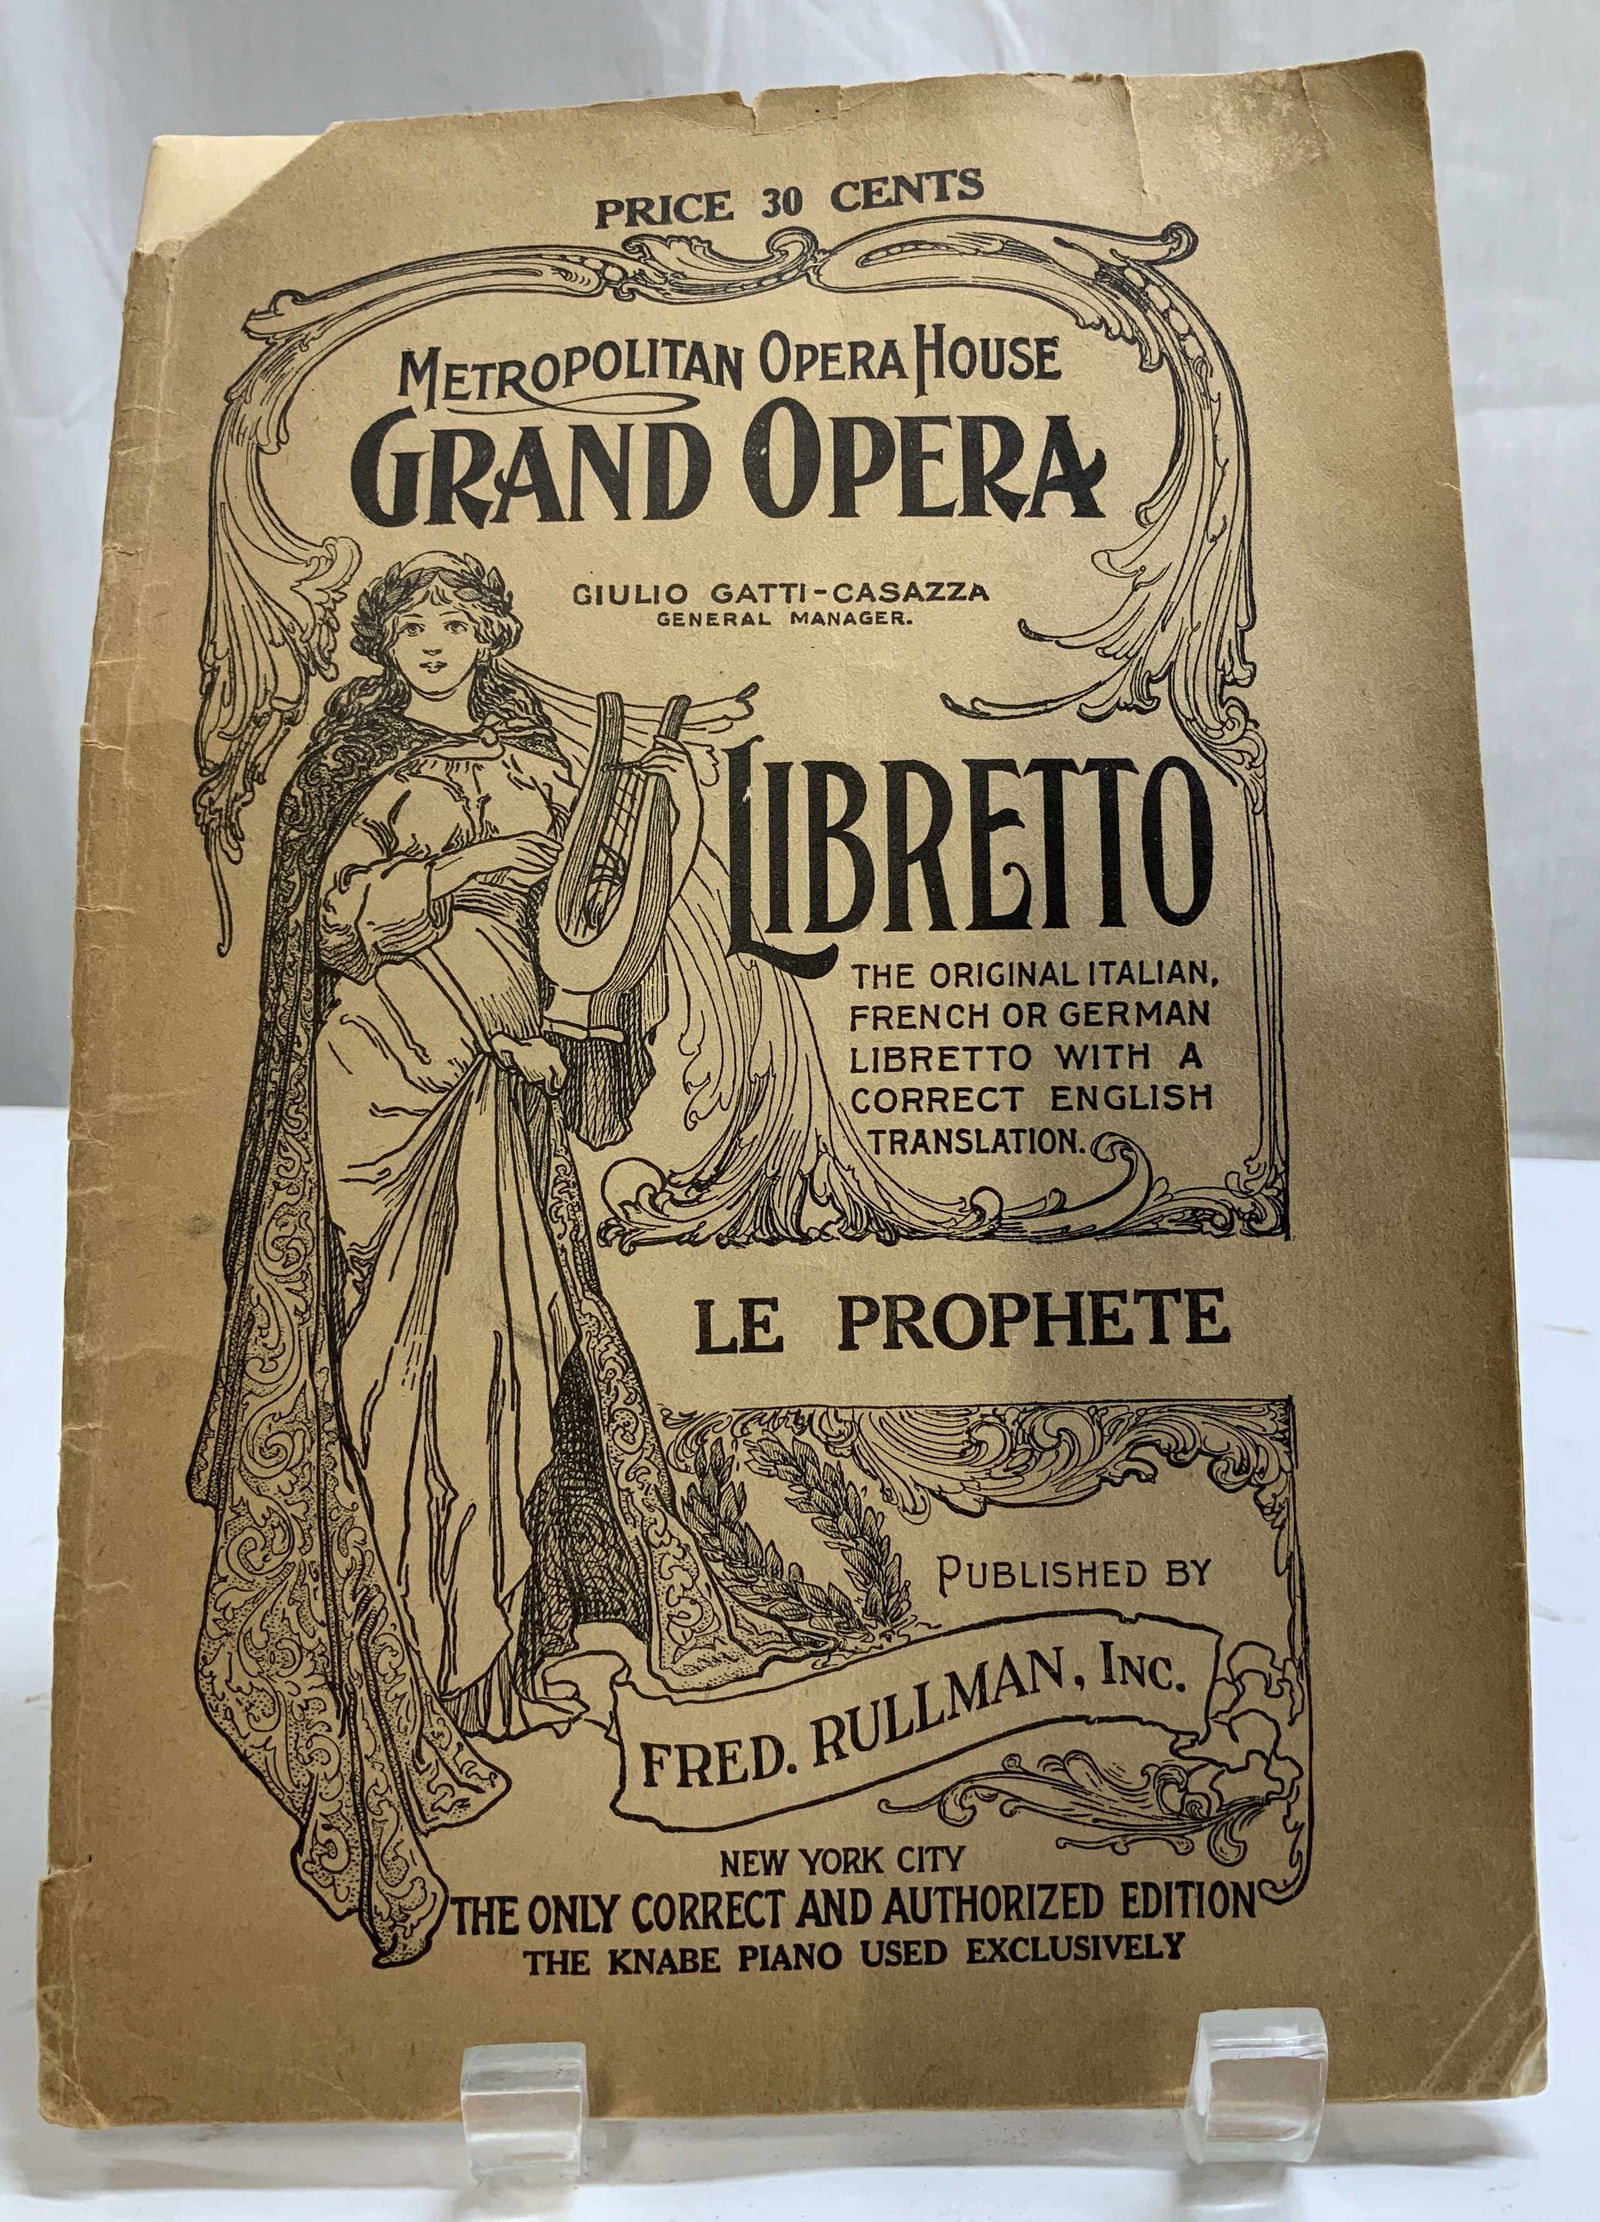 PRICE 30 CENTS
METROPOLITAN OPERA HOUSE
GRAND OPERA
GIULIO GATTI-CASAZZA
GENERAL MANAGER.
LIBRETTO
THE ORIGINAL ITALIAN,
FRENCH OR GERMAN
LIBRETTO WITH A
CORRECT ENGLISH
TRANSLATION.
LE PROPHETE
PUBLISHED BY
FRED. RULLMAN, INC.
NEW YORK CITY
THE ONLY CORRECT AND AUTHORIZED EDITION
THE KNABE PIANO USED EXCLUSIVELY